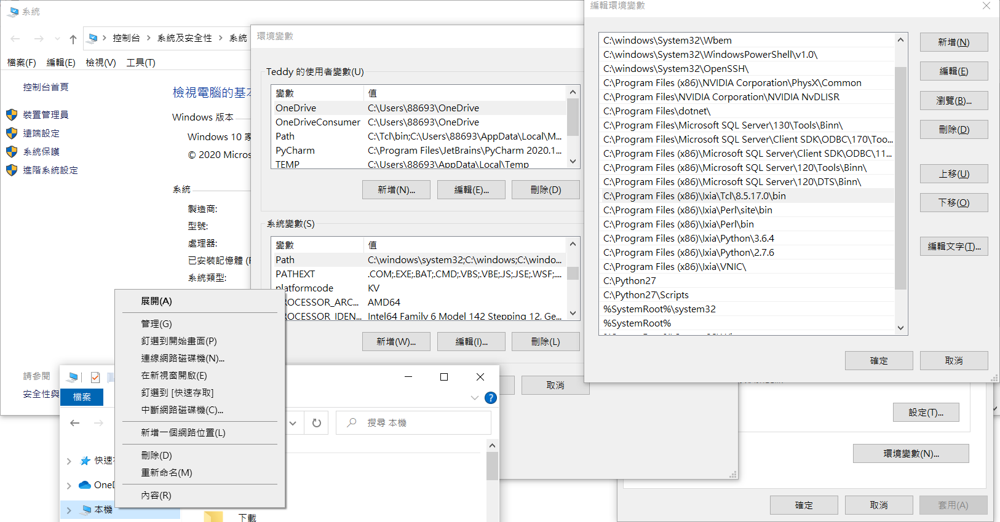 系統
控制台 > 系統及安全性 > 系統
檔案(F) 編輯(E) 檢視(V) 工具(T)
控制台首頁
裝置管理員
遠端設定
系統保護
進階系統設定
請參閱
安全性與
檢視電腦的基本
Windows 版本
Windows 10 家
© 2020 Micros
系統
製造商:
型號:
處理器:
已安裝記憶體 (R
系統類型:
環境變數
Teddy 的使用者變數(U)
變數 值
OneDrive C:\Users\88693\OneDrive
OneDriveConsumer C:\Users\88693\OneDrive
Path C:\Tcl\bin;C:\Users\88693\AppData\Local\M...
PyCharm C:\Program Files\JetBrains\PyCharm 2020.1...
TEMP C:\Users\88693\AppData\Local\Temp
新增(N)... 編輯(E)... 刪除(D)
系統變數(S)
變數 值
Path C:\windows\system32;C:\windows;C:\windo...
PATHEXT .COM;.EXE;.BAT;.CMD;.VBS;.VBE;.JS;.JSE;.WSF;....
platformcode KV
ROCESSOR_ARC... AMD64
ROCESSOR_IDEN... Intel64 Family 6 Model 142 Stepping 12, Ge...
新增(W)... 編輯(I)... 刪除(L)
取消
編輯環境變數
C:\windows\System32\Wbem
C:\windows\System32\WindowsPowerShell\v1.0\
C:\windows\System32\OpenSSH\
C:\Program Files (x86)\NVIDIA Corporation\PhysX\Common
C:\Program Files\NVIDIA Corporation\NVIDIA NvDLISR
C:\Program Files\dotnet\
C:\Program Files\Microsoft SQL Server\130\Tools\Binn\
C:\Program Files\Microsoft SQL Server\Client SDK\ODBC\170\Too...
C:\Program Files (x86)\Microsoft SQL Server\Client SDK\ODBC\11...
C:\Program Files (x86)\Microsoft SQL Server\120\Tools\Binn\
C:\Program Files (x86)\Microsoft SQL Server\120\DTS\Binn\
C:\Program Files (x86)\Ixia\Tcl\8.5.17.0\bin
C:\Program Files (x86)\Ixia\Perl\site\bin
C:\Program Files (x86)\Ixia\Perl\bin
C:\Program Files (x86)\Ixia\Python\3.6.4
C:\Program Files (x86)\Ixia\Python\2.7.6
C:\Program Files (x86)\Ixia\VNIC\
C:\Python27
C:\Python27\Scripts
%SystemRoot%\system32
%SystemRoot%
新增(N)
編輯(E)
瀏覽(B)...
刪除(D)
上移(U)
下移(O)
編輯文字(T)...
確定 取消
設定(T)...
環境變數(N)...
確定 取消 套用(A)
展開(A)
管理(G)
釘選到開始畫面(P)
連線網路磁碟機(N)...
在新視窗開啟(E)
釘選到 [快速存取]
中斷網路磁碟機(C)...
新增一個網路位置(L)
刪除(D)
重新命名(M)
內容(R)
檔案
搜尋 本機
快速存
OneD
本機
下載